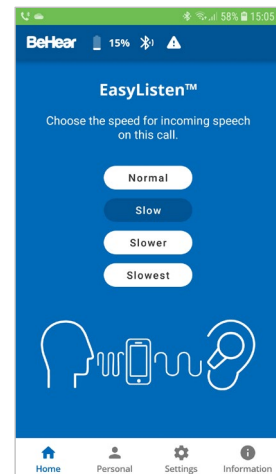 58% 15:05
BeHear 15%
EasyListen™
Choose the speed for incoming speech
on this call.
Normal
Slow
Slower
Slowest
Home Personal Settings Information